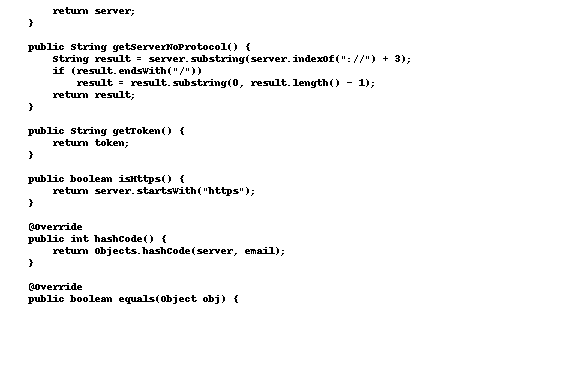 return server;
}
public String getServerNoProtocol() {
String result = server.substring(server.indexOf("://") + 3);
if (result.endsWith("/"))
result = result.substring(0, result.length() - 1);
return result;
}
public String getToken() {
return token;
}
public boolean isHttps() {
return server.startsWith("https");
}
@Override
public int hashCode() {
return Objects.hashCode(server, email);
}
@Override
public boolean equals(Object obj) {